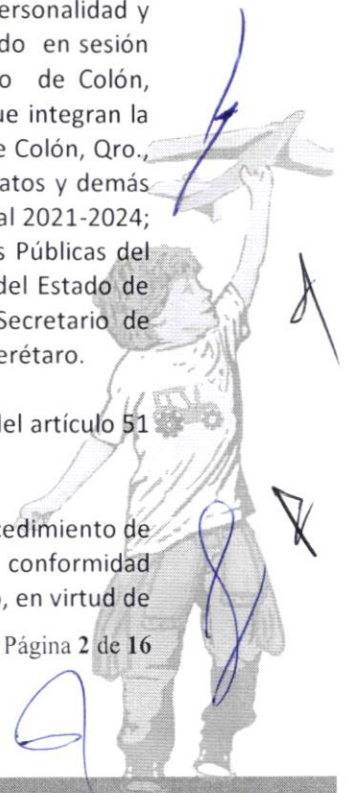 ersonalidad y
do en sesión
o de Colón,
ue integran la
e Colón, Qro.,
atos y demás
al 2021-2024;
s Públicas del
del Estado de
Secretario de
erétaro.
del artículo 51
cedimiento de
conformidad
, en virtud de
Página 2 de 16